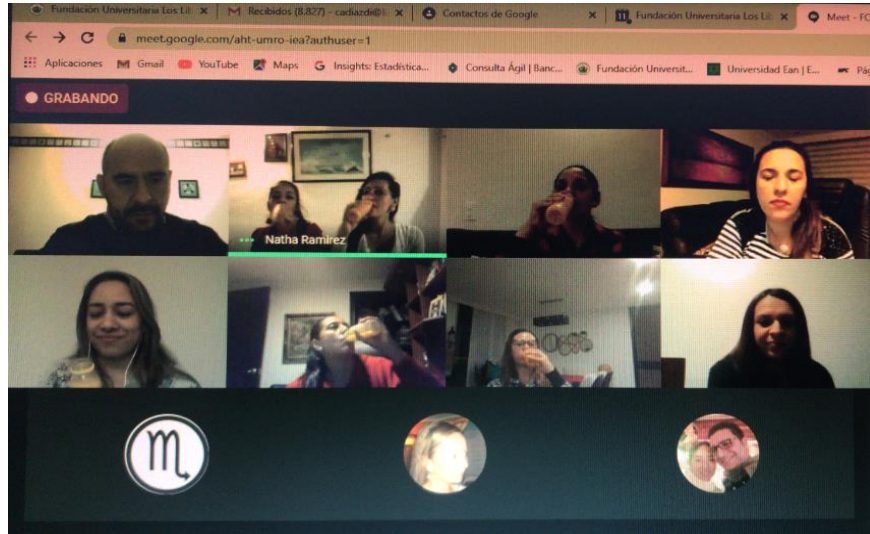 Fundación Universitaria Los Lib × Recibidos (8.827) - cadiazdi@l × Contactos de Google × Fundación Universitaria Los Lib × Meet - FC
meet.google.com/aht-umro-iea?authuser=1
Aplicaciones Gmail YouTube Maps Insights: Estadística... Consulta Ágil | Banc... Fundación Universit... Universidad Ean | E... Pág
GRABANDO
Natha Ramirez